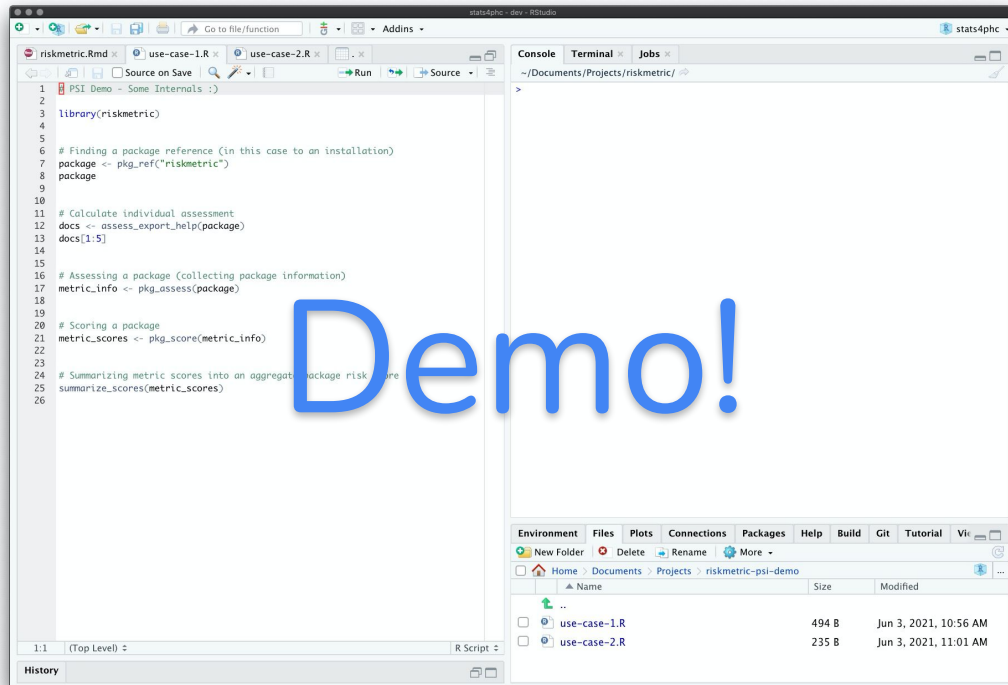 stats4phc - dev - RStudio
Go to file/function
Addins
stats4phc
riskmetric.Rmd
use-case-1.R
use-case-2.R
.
Source on Save
Run
Source
1 # PSI Demo - Some Internals :)
2
3 library(riskmetric)
4
5
6 # Finding a package reference (in this case to an installation)
7 package <- pkg_ref("riskmetric")
8 package
9
10
11 # Calculate individual assessment
12 docs <- assess_export_help(package)
13 docs[1:5]
14
15
16 # Assessing a package (collecting package information)
17 metric_info <- pkg_assess(package)
18
19
20 # Scoring a package
21 metric_scores <- pkg_score(metric_info)
22
23
24 # Summarizing metric scores into an aggregate package risk
25 summarize_scores(metric_scores)
26
1:1 (Top Level) R Script
History
Console Terminal Jobs
~/Documents/Projects/riskmetric/
>
Demo!
Environment Files Plots Connections Packages Help Build Git Tutorial
New Folder Delete Rename More
Home Documents Projects riskmetric-psi-demo ...
Name Size Modified
..
use-case-1.R 494 B Jun 3, 2021, 10:56 AM
use-case-2.R 235 B Jun 3, 2021, 11:01 AM